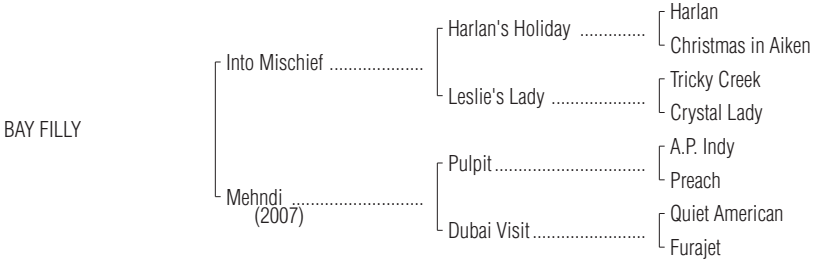 Harlan
Harlan's Holiday ..............
Christmas in Aiken
Into Mischief ....................
Tricky Creek
Leslie's Lady ....................
Crystal Lady
BAY FILLY
A.P. Indy
Pulpit................................
Preach
Mehndi ............................
(2007)
Quiet American
Dubai Visit........................
Furajet